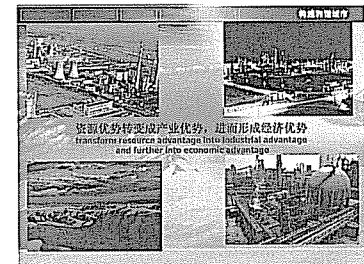 资源优势转变成产业优势，进而形成经济优势
transform resource advantage into industrial advantage
and further into economic advantage